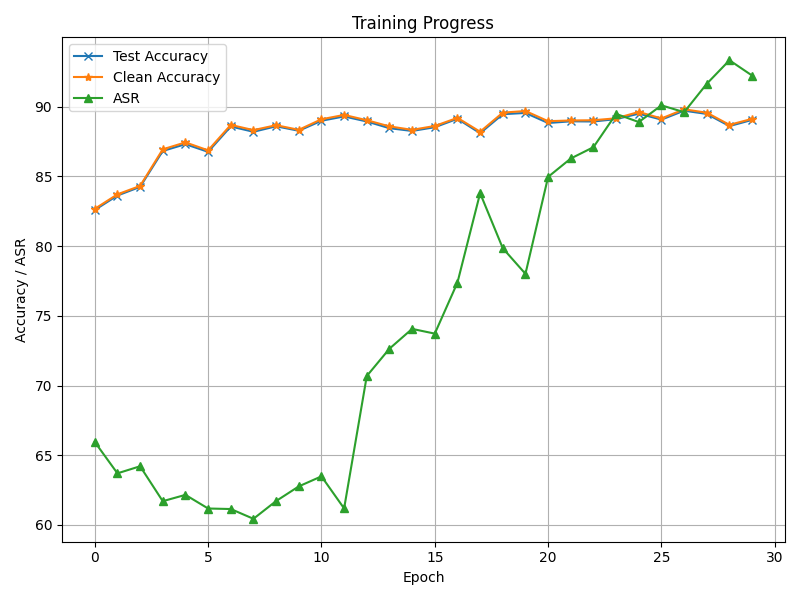 Training Progress
Test Accuracy
Clean Accuracy
ASR
Accuracy / ASR
90
85
80
75
70
65
60
0 5 10 15 20 25 30
Epoch